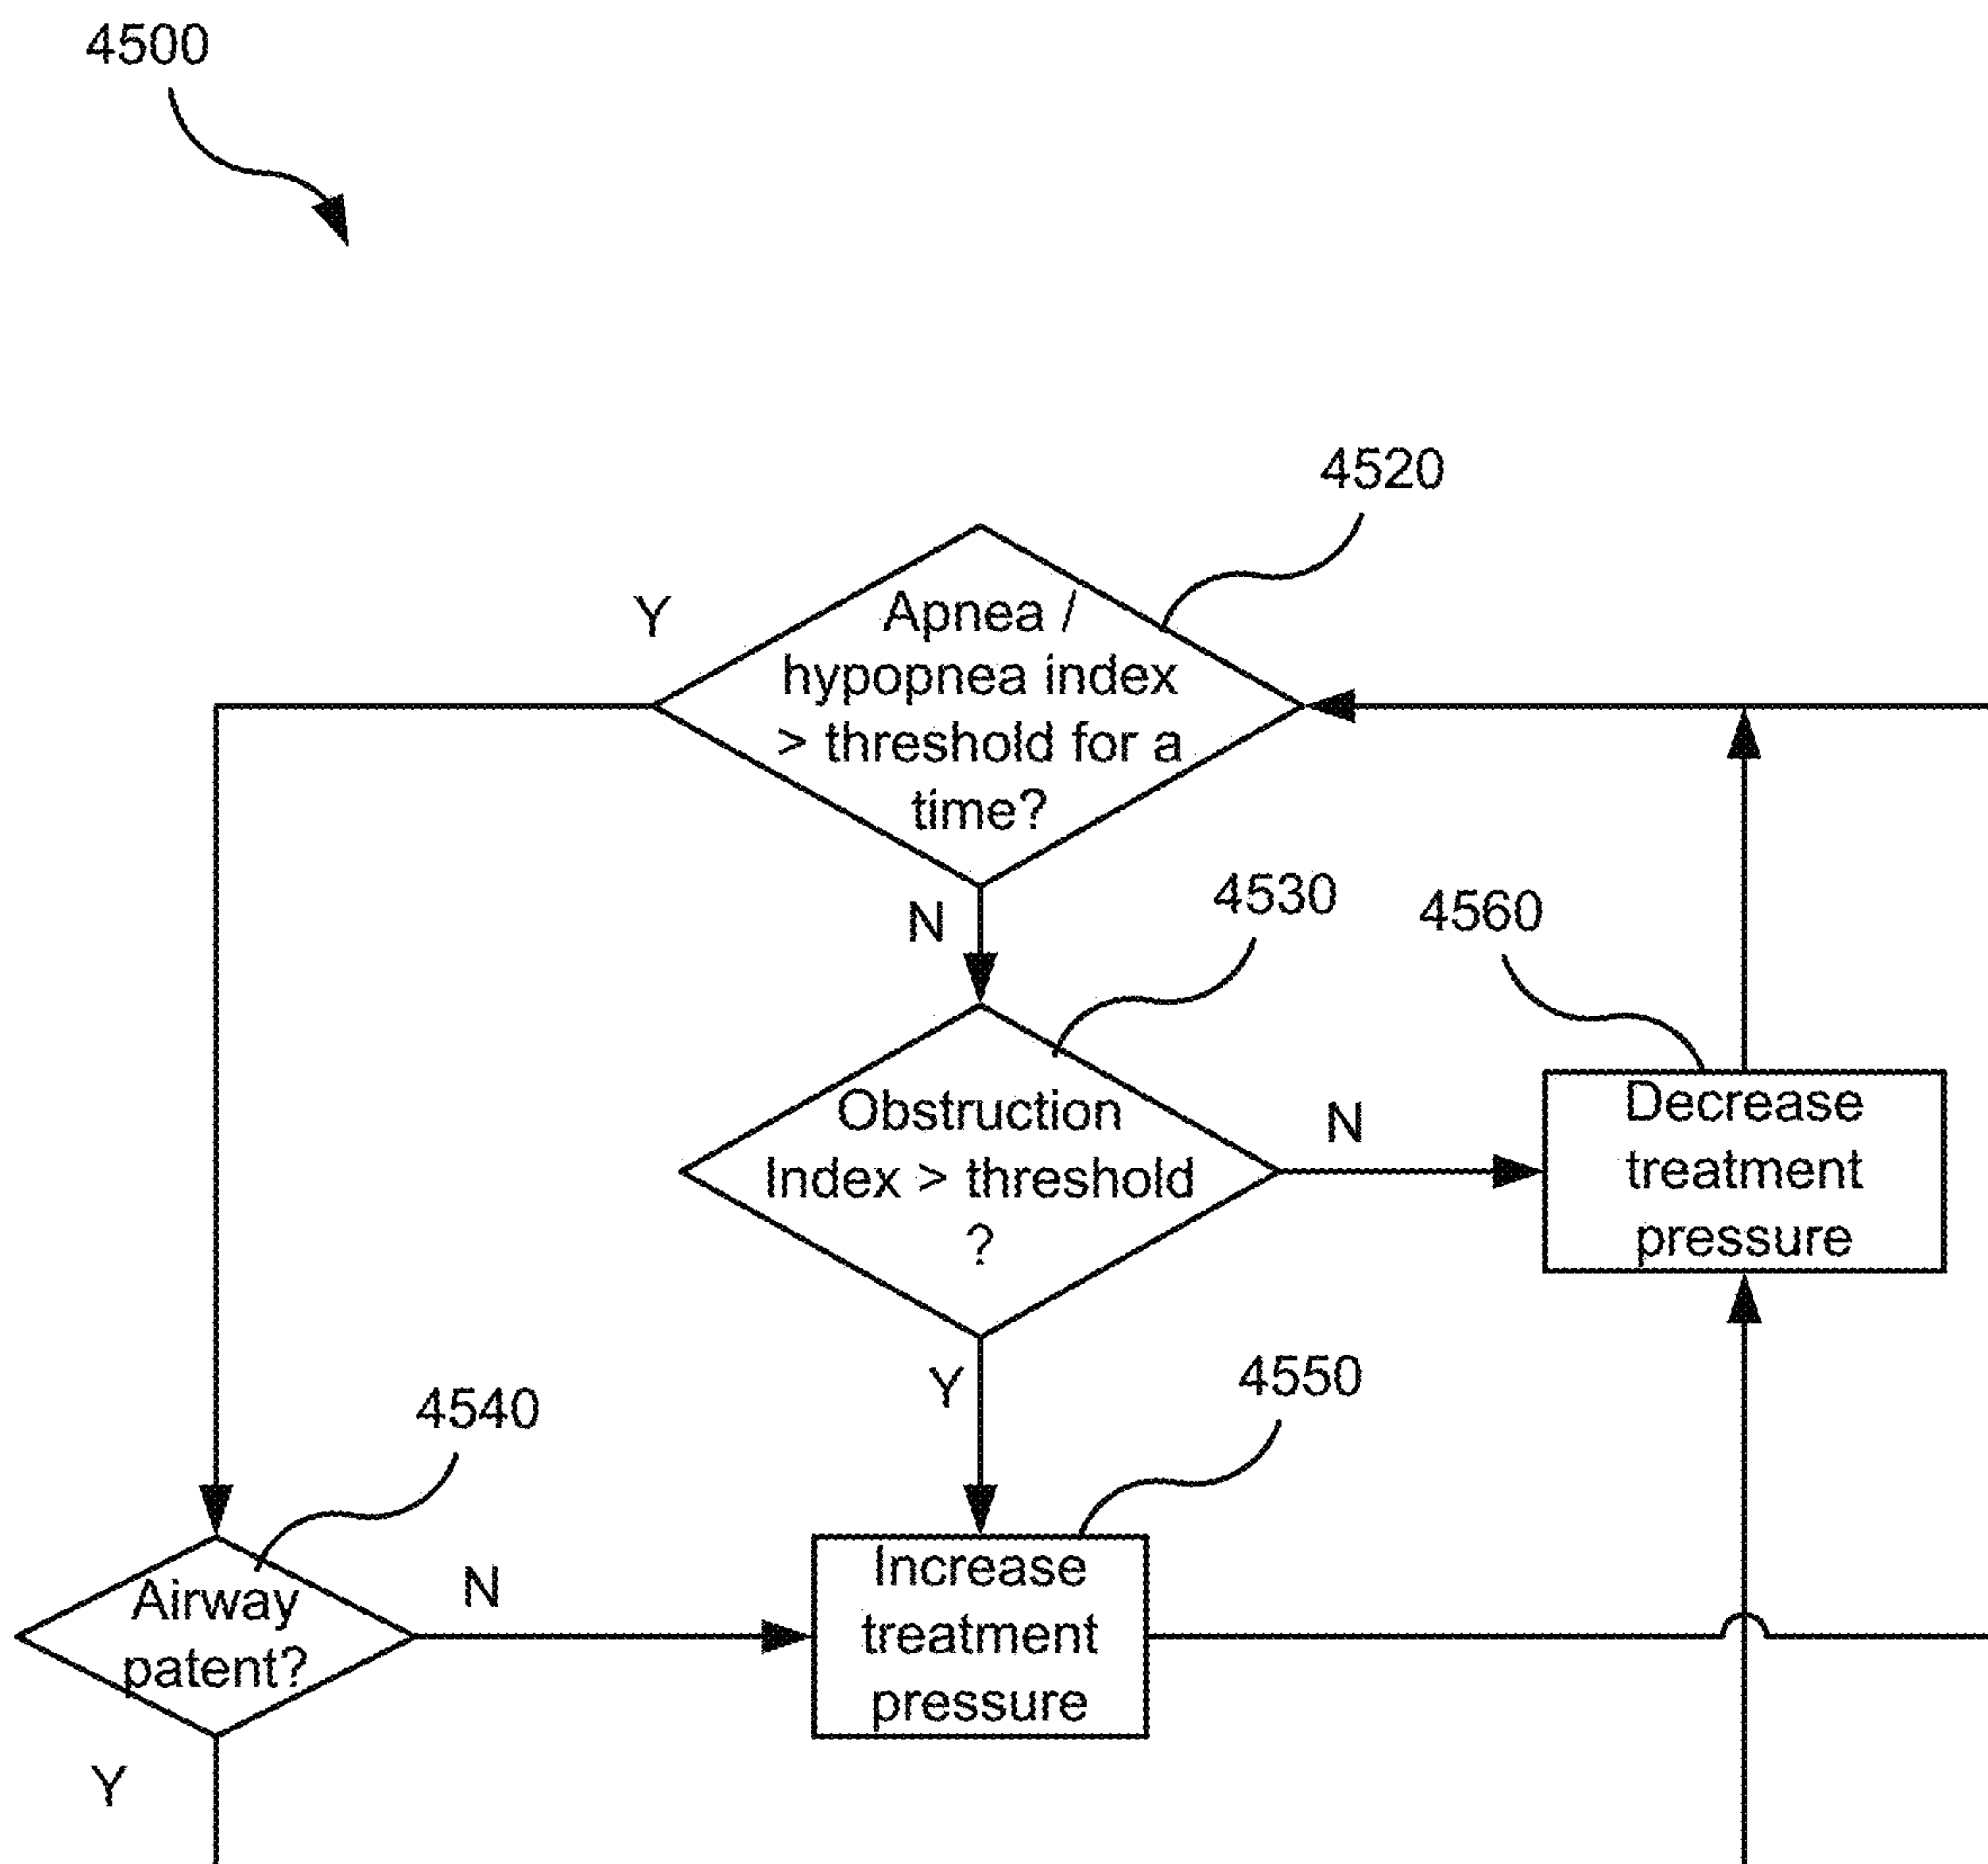 4500
4520
Y
Apnea /
hypopnea index
> threshold for a
time?
N
4530
4560
Obstruction
Index > threshold
?
N
Decrease
treatment
pressure
Y
4550
4540
Airway
patent?
N
Increase
treatment
pressure
Y